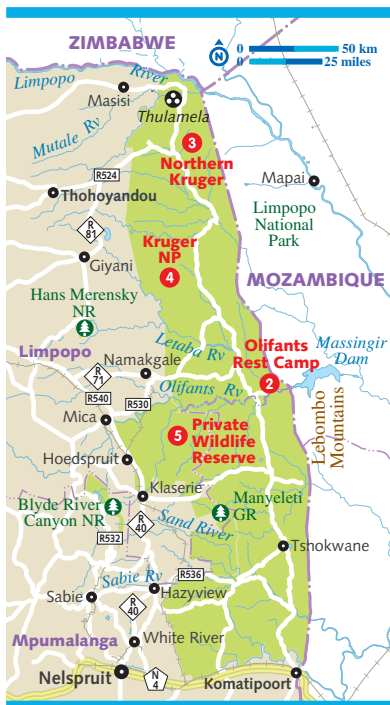 ZIMBABWE
N
0 50 km
0 25 miles
Limpopo River
Masisi
Thulamela
Mutale Rv
3
Northern
Kruger
R524
Mapai
Thohoyandou
Limpopo
National
Park
R
81
Kruger
NP
4
Giyani
MOZAMBIQUE
Hans Merensky
NR
Letaba Rv
Olifants
Rest Camp
2
Massingir
Dam
Limpopo
Namakgale
R
71
Olifants Rv
R540
R530
Mica
5
Private
Wildlife
Reserve
Lebombo
Mountains
Hoedspruit
Klaserie
Blyde River
Canyon NR
Manyeleti
GR
R
40
Sand River
R532
Tshokwane
Sabie Rv
R536
Sabie
Hazyview
R
40
Mpumalanga
White River
Nelspruit
N
4
Komatipoort